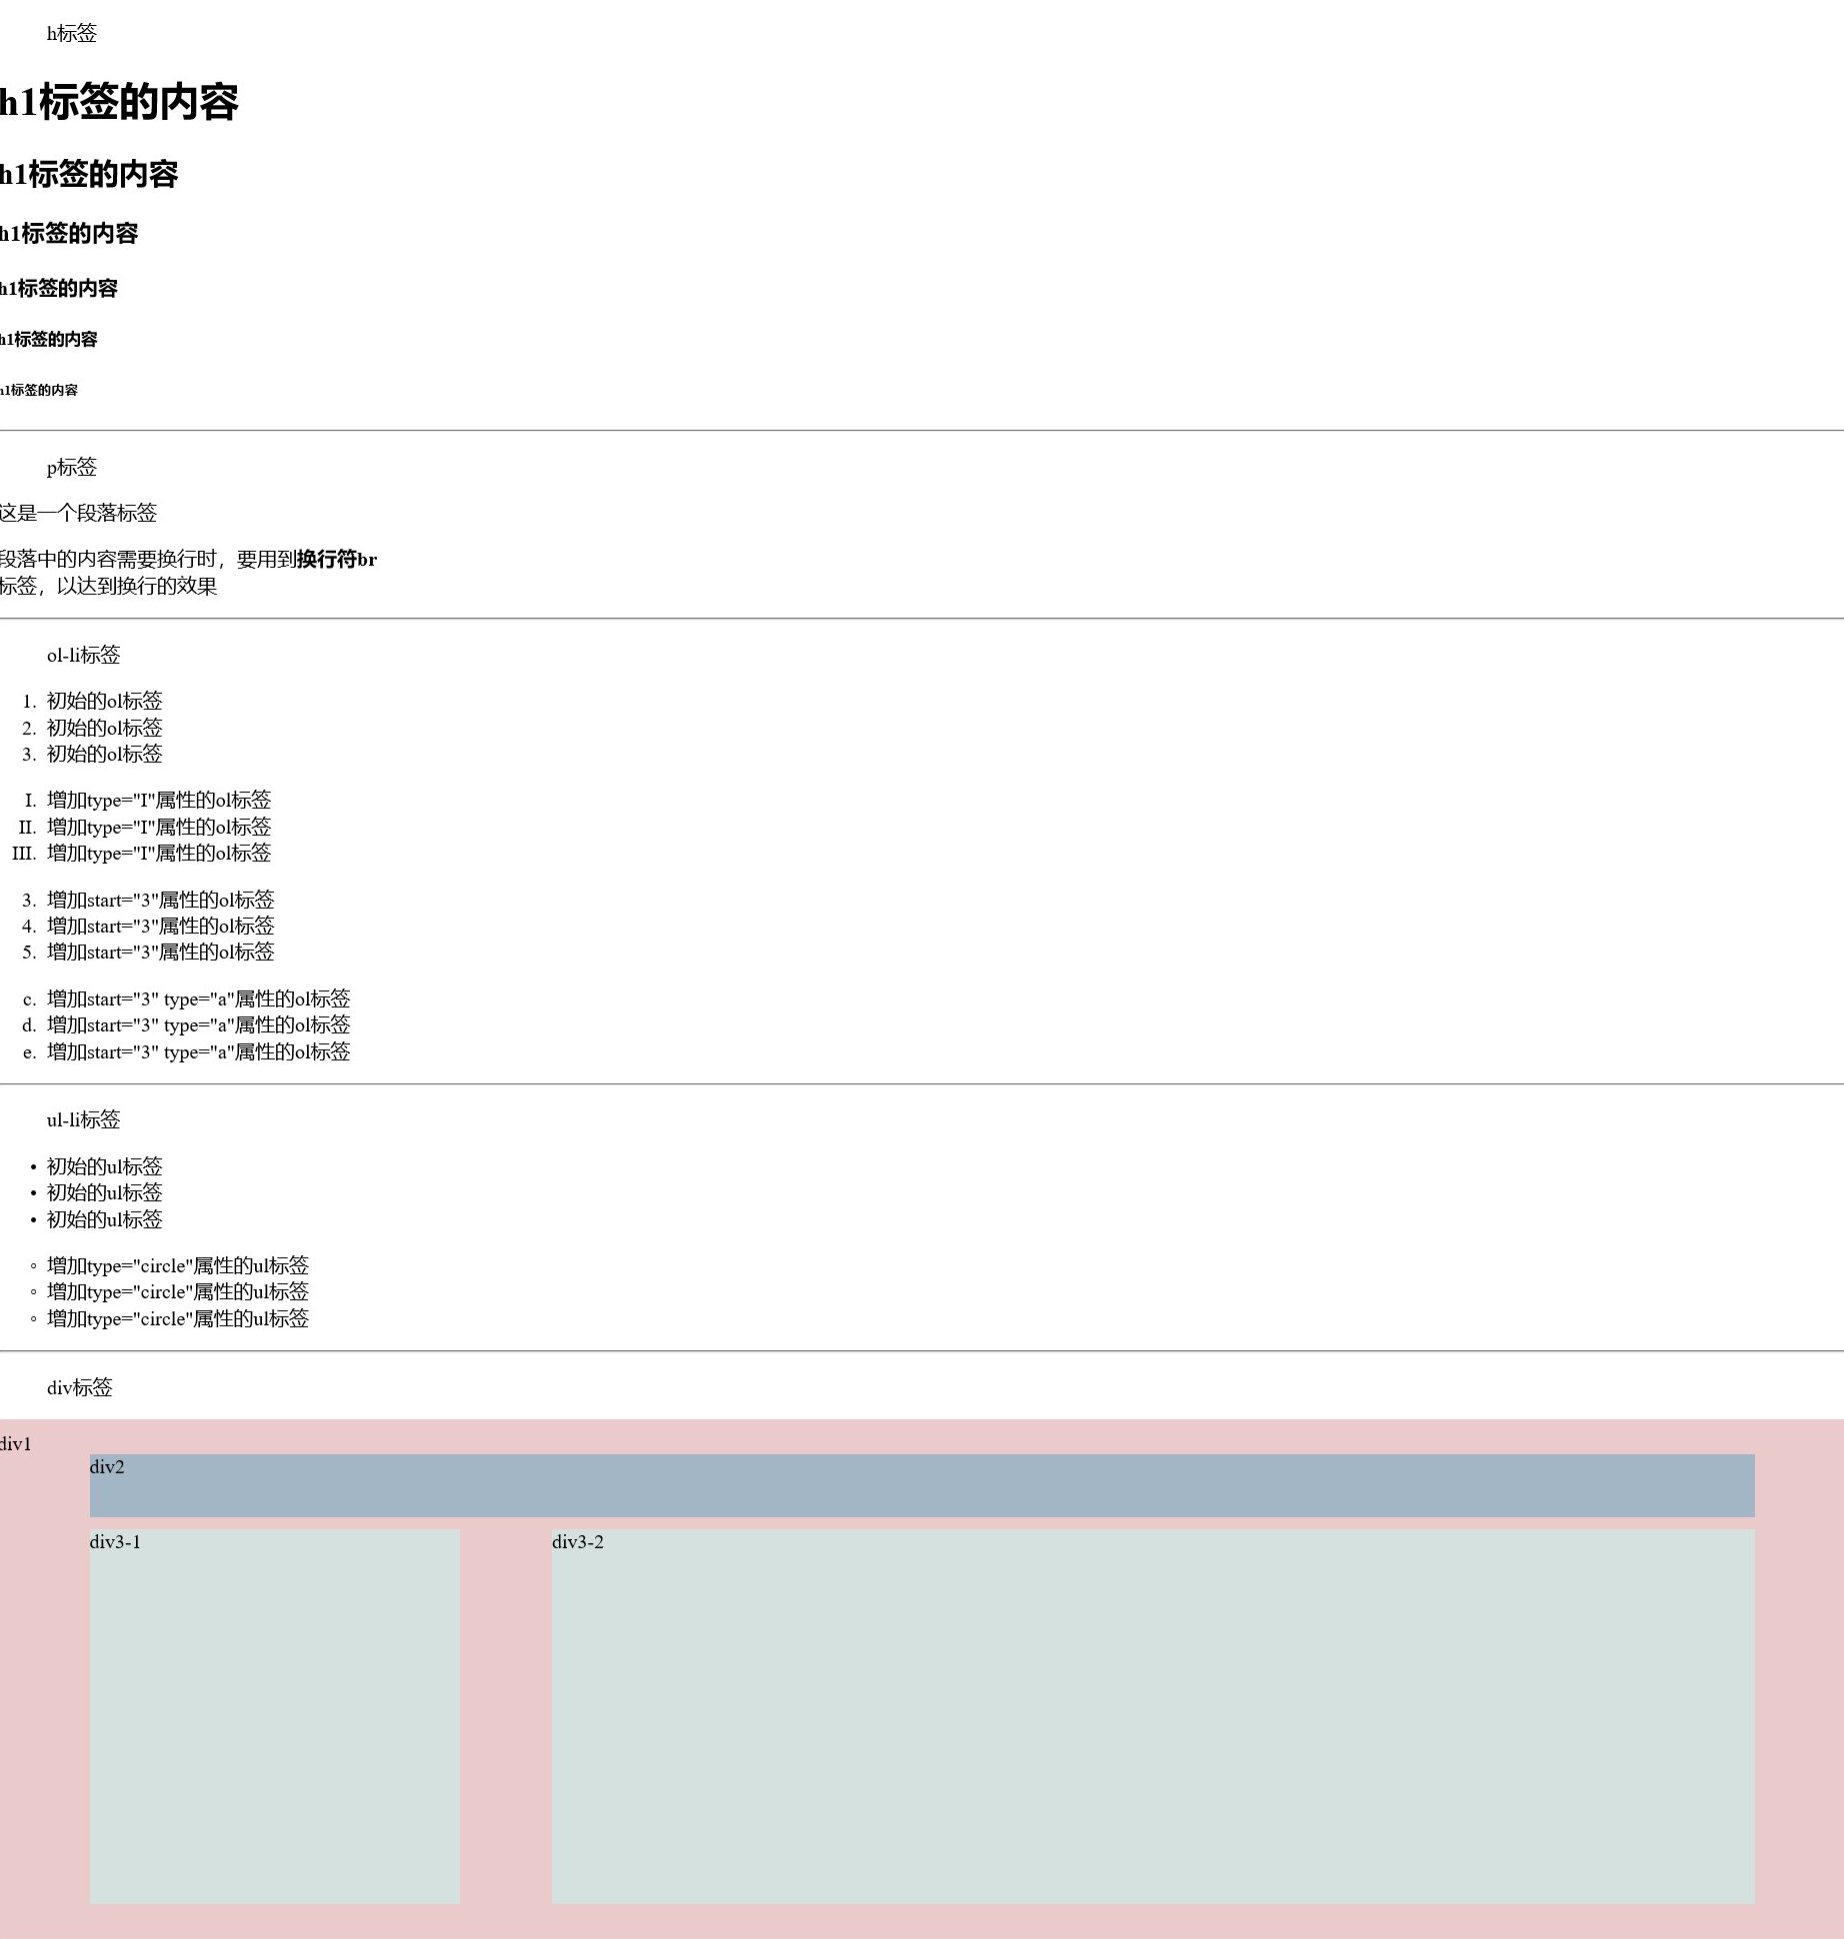 h标签
h1标签的内容
h1标签的内容
h1标签的内容
h1标签的内容
h1标签的内容
h1标签的内容
p标签
这是一个段落标签
段落中的内容需要换行时，要用到换行符br
标签，以达到换行的效果
ol-li标签
1. 初始的ol标签
2. 初始的ol标签
3. 初始的ol标签
I. 增加type="I"属性的ol标签
II. 增加type="I"属性的ol标签
III. 增加type="I"属性的ol标签
3. 增加start="3"属性的ol标签
4. 增加start="3"属性的ol标签
5. 增加start="3"属性的ol标签
c. 增加start="3" type="a"属性的ol标签
d. 增加start="3" type="a"属性的ol标签
e. 增加start="3" type="a"属性的ol标签
ul-li标签
• 初始的ul标签
• 初始的ul标签
• 初始的ul标签
◦ 增加type="circle"属性的ul标签
◦ 增加type="circle"属性的ul标签
◦ 增加type="circle"属性的ul标签
div标签
div1
div2
div3-1
div3-2